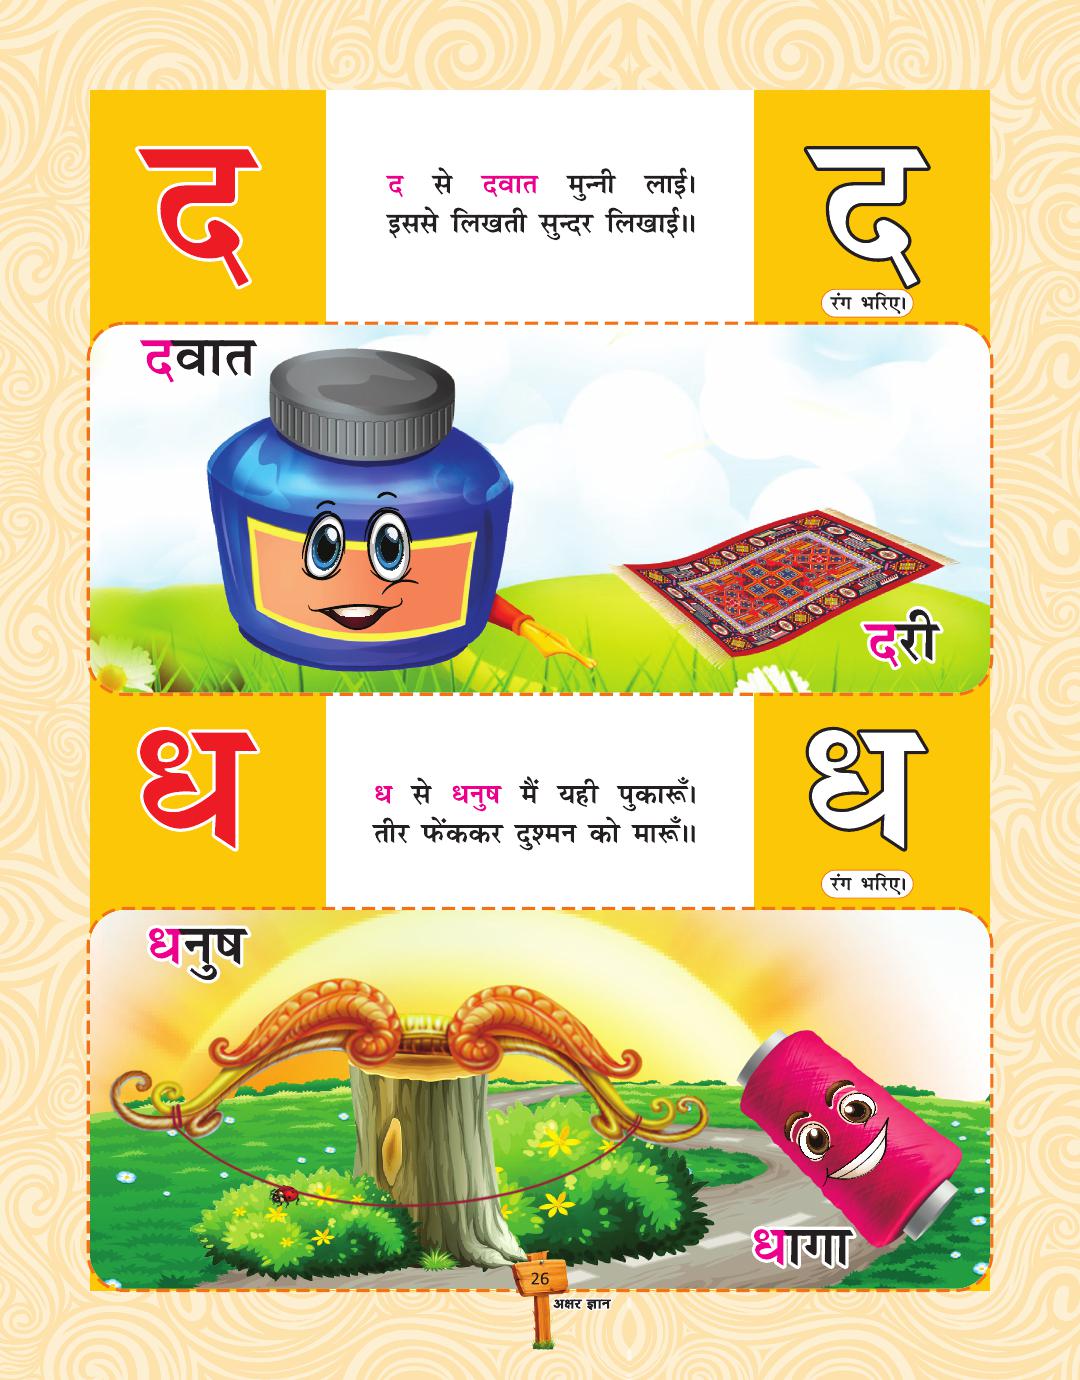 द
द से दवात मुन्नी लाई।
इससे लिखती सुन्दर लिखाई॥
द
रंग भरिए।
दवात
दरी
ध
ध से धनुष मैं यही पुकारूँ।
तीर फेंककर दुश्मन को मारूँ॥
ध
रंग भरिए।
धनुष
धागा
26
अक्षर ज्ञान